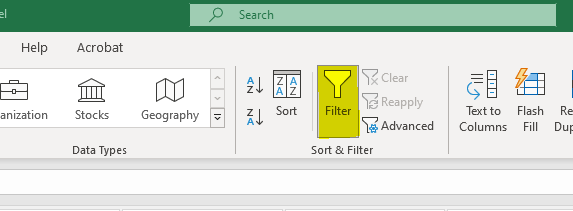 el
Search
Help
Acrobat
anization
Stocks
Geography
A
Z
Z
A
Z A
A Z
Sort
Filter
Clear
Reapply
Advanced
Text to
Columns
Flash
Fill
Re
Dup
Data Types
Sort & Filter